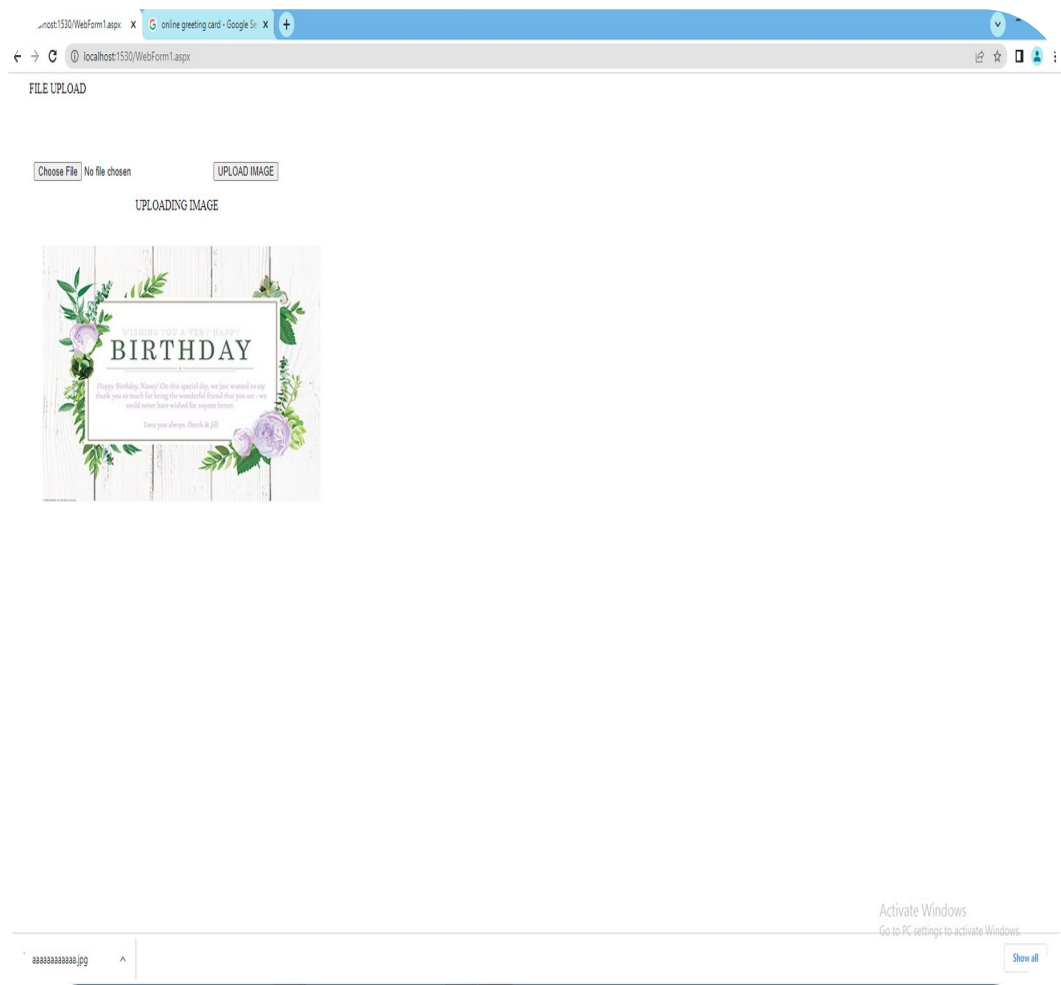 host:1530/WebForm1.aspx
online greeting card - Google Se
localhost:1530/WebForm1.aspx
FILE UPLOAD
Choose File No file chosen UPLOAD IMAGE
UPLOADING IMAGE
WISHING YOU A VERY HAPPY
BIRTHDAY
Happy Birthday, Nancy! On this special day, we just wanted to say
thank you so much for being the wonderful friend that you are - we
could never have wished for anyone better.
Love you always, Derek & Jill
Activate Windows
Go to PC settings to activate Windows.
aaaaaaaaaaaa.jpg
Show all